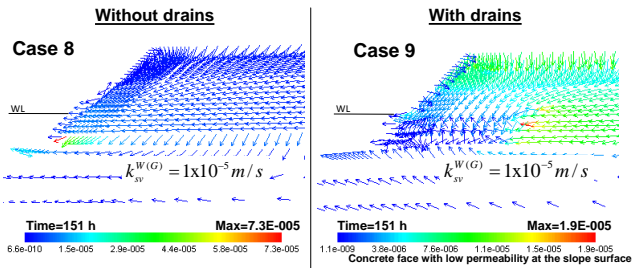 Without drains
Case 8
WL
k_sv^W(G) = 1x10^-5 m/s
Time=151 h
Max=7.3E-005
6.6e-010 1.5e-005 2.9e-005 4.4e-005 5.8e-005 7.3e-005
With drains
Case 9
WL
k_sv^W(G) = 1x10^-5 m/s
Time=151 h
Max=1.9E-005
1.1e-009 3.8e-006 7.6e-006 1.1e-005 1.5e-005 1.9e-005
Concrete face with low permeability at the slope surface